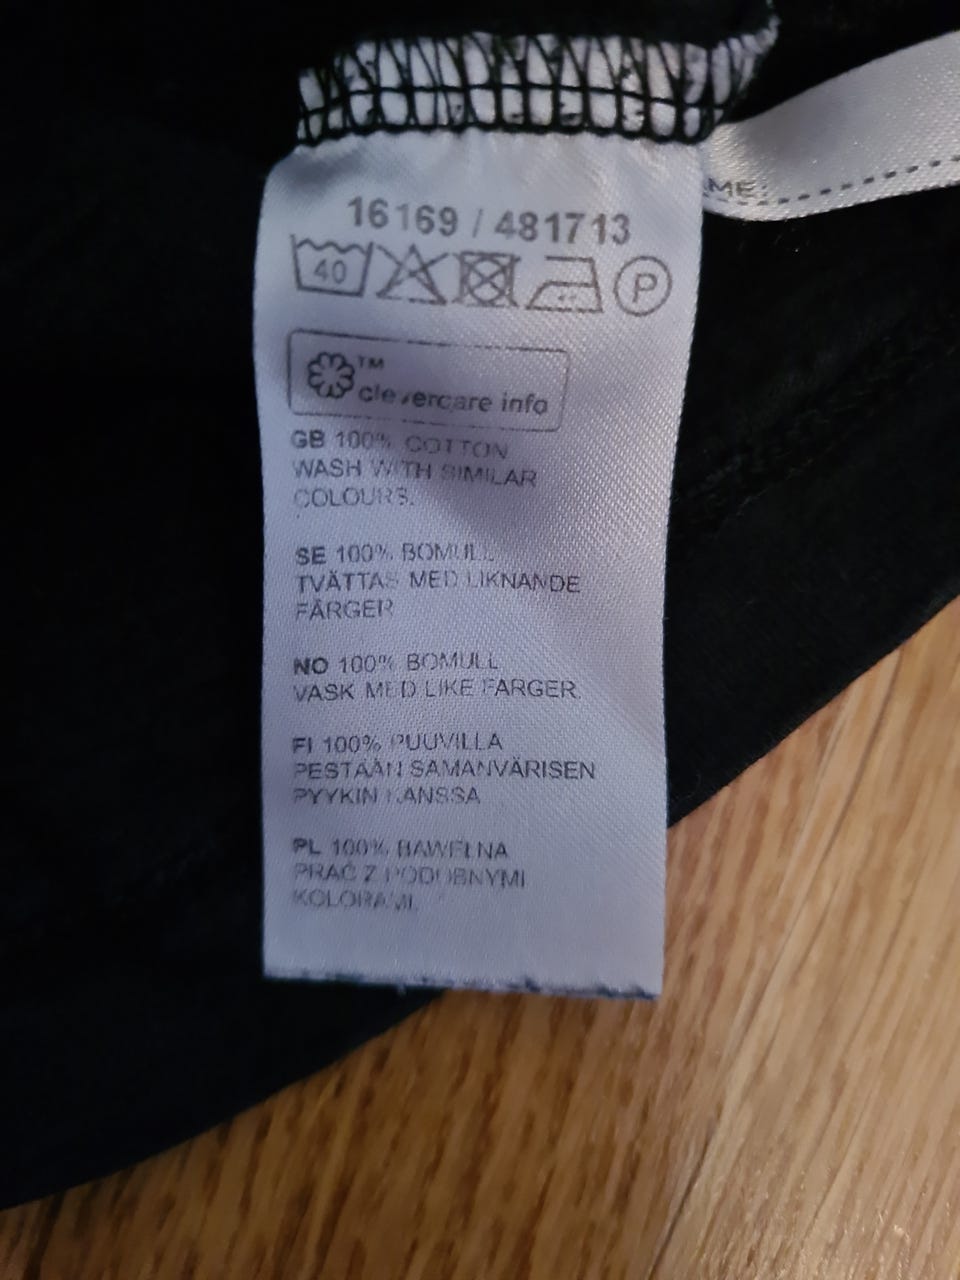 16169 / 481713
40
P
™
clevercare info
GB 100% COTTON
WASH WITH SIMILAR
COLOURS.
SE 100% BOMULL
TVÄTTAS MED LIKNANDE
FÄRGER
NO 100% BOMULL
VASK MED LIKE FARGER.
FI 100% PUUVILLA
PESTÄÄN SAMANVÄRISEN
PYYKIN KANSSA
PL 100% BAWEŁNA
PRAĆ Z PODOBNYMI
KOLORAMI.